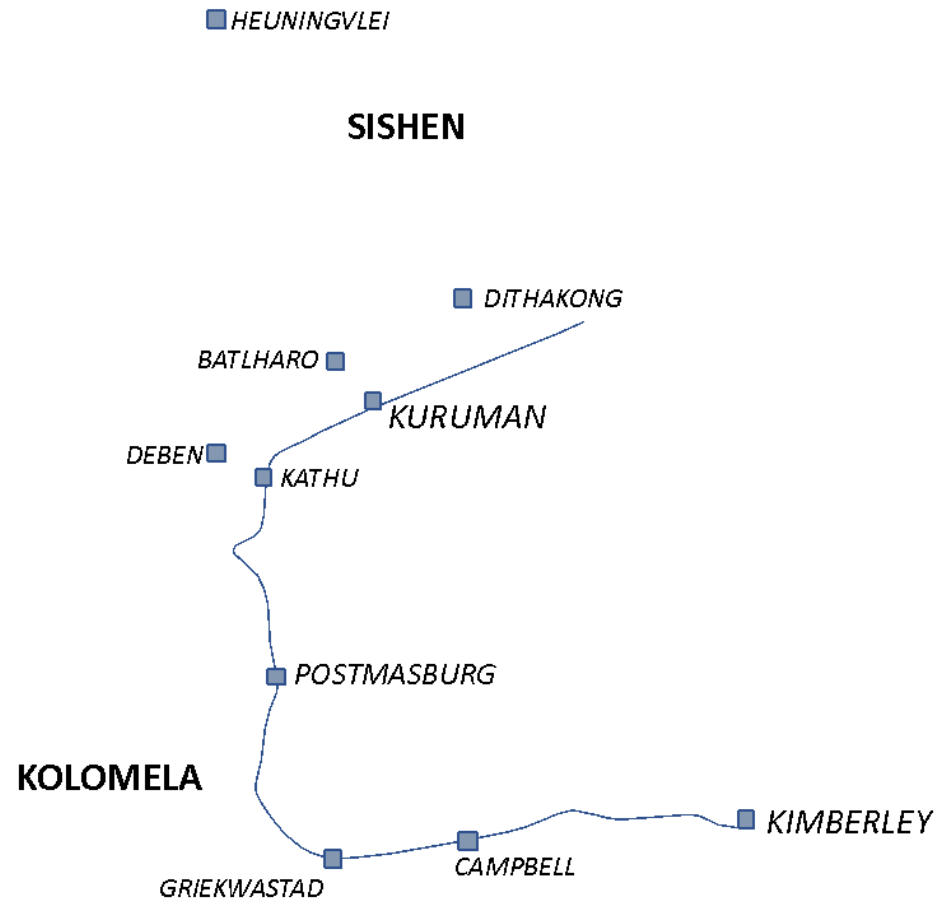 HEUNINGVLEI
SISHEN
DITHAKONG
BATLHARO
KURUMAN
DEBEN
KATHU
POSTMASBURG
KOLOMELA
KIMBERLEY
CAMPBELL
GRIEKWASTAD